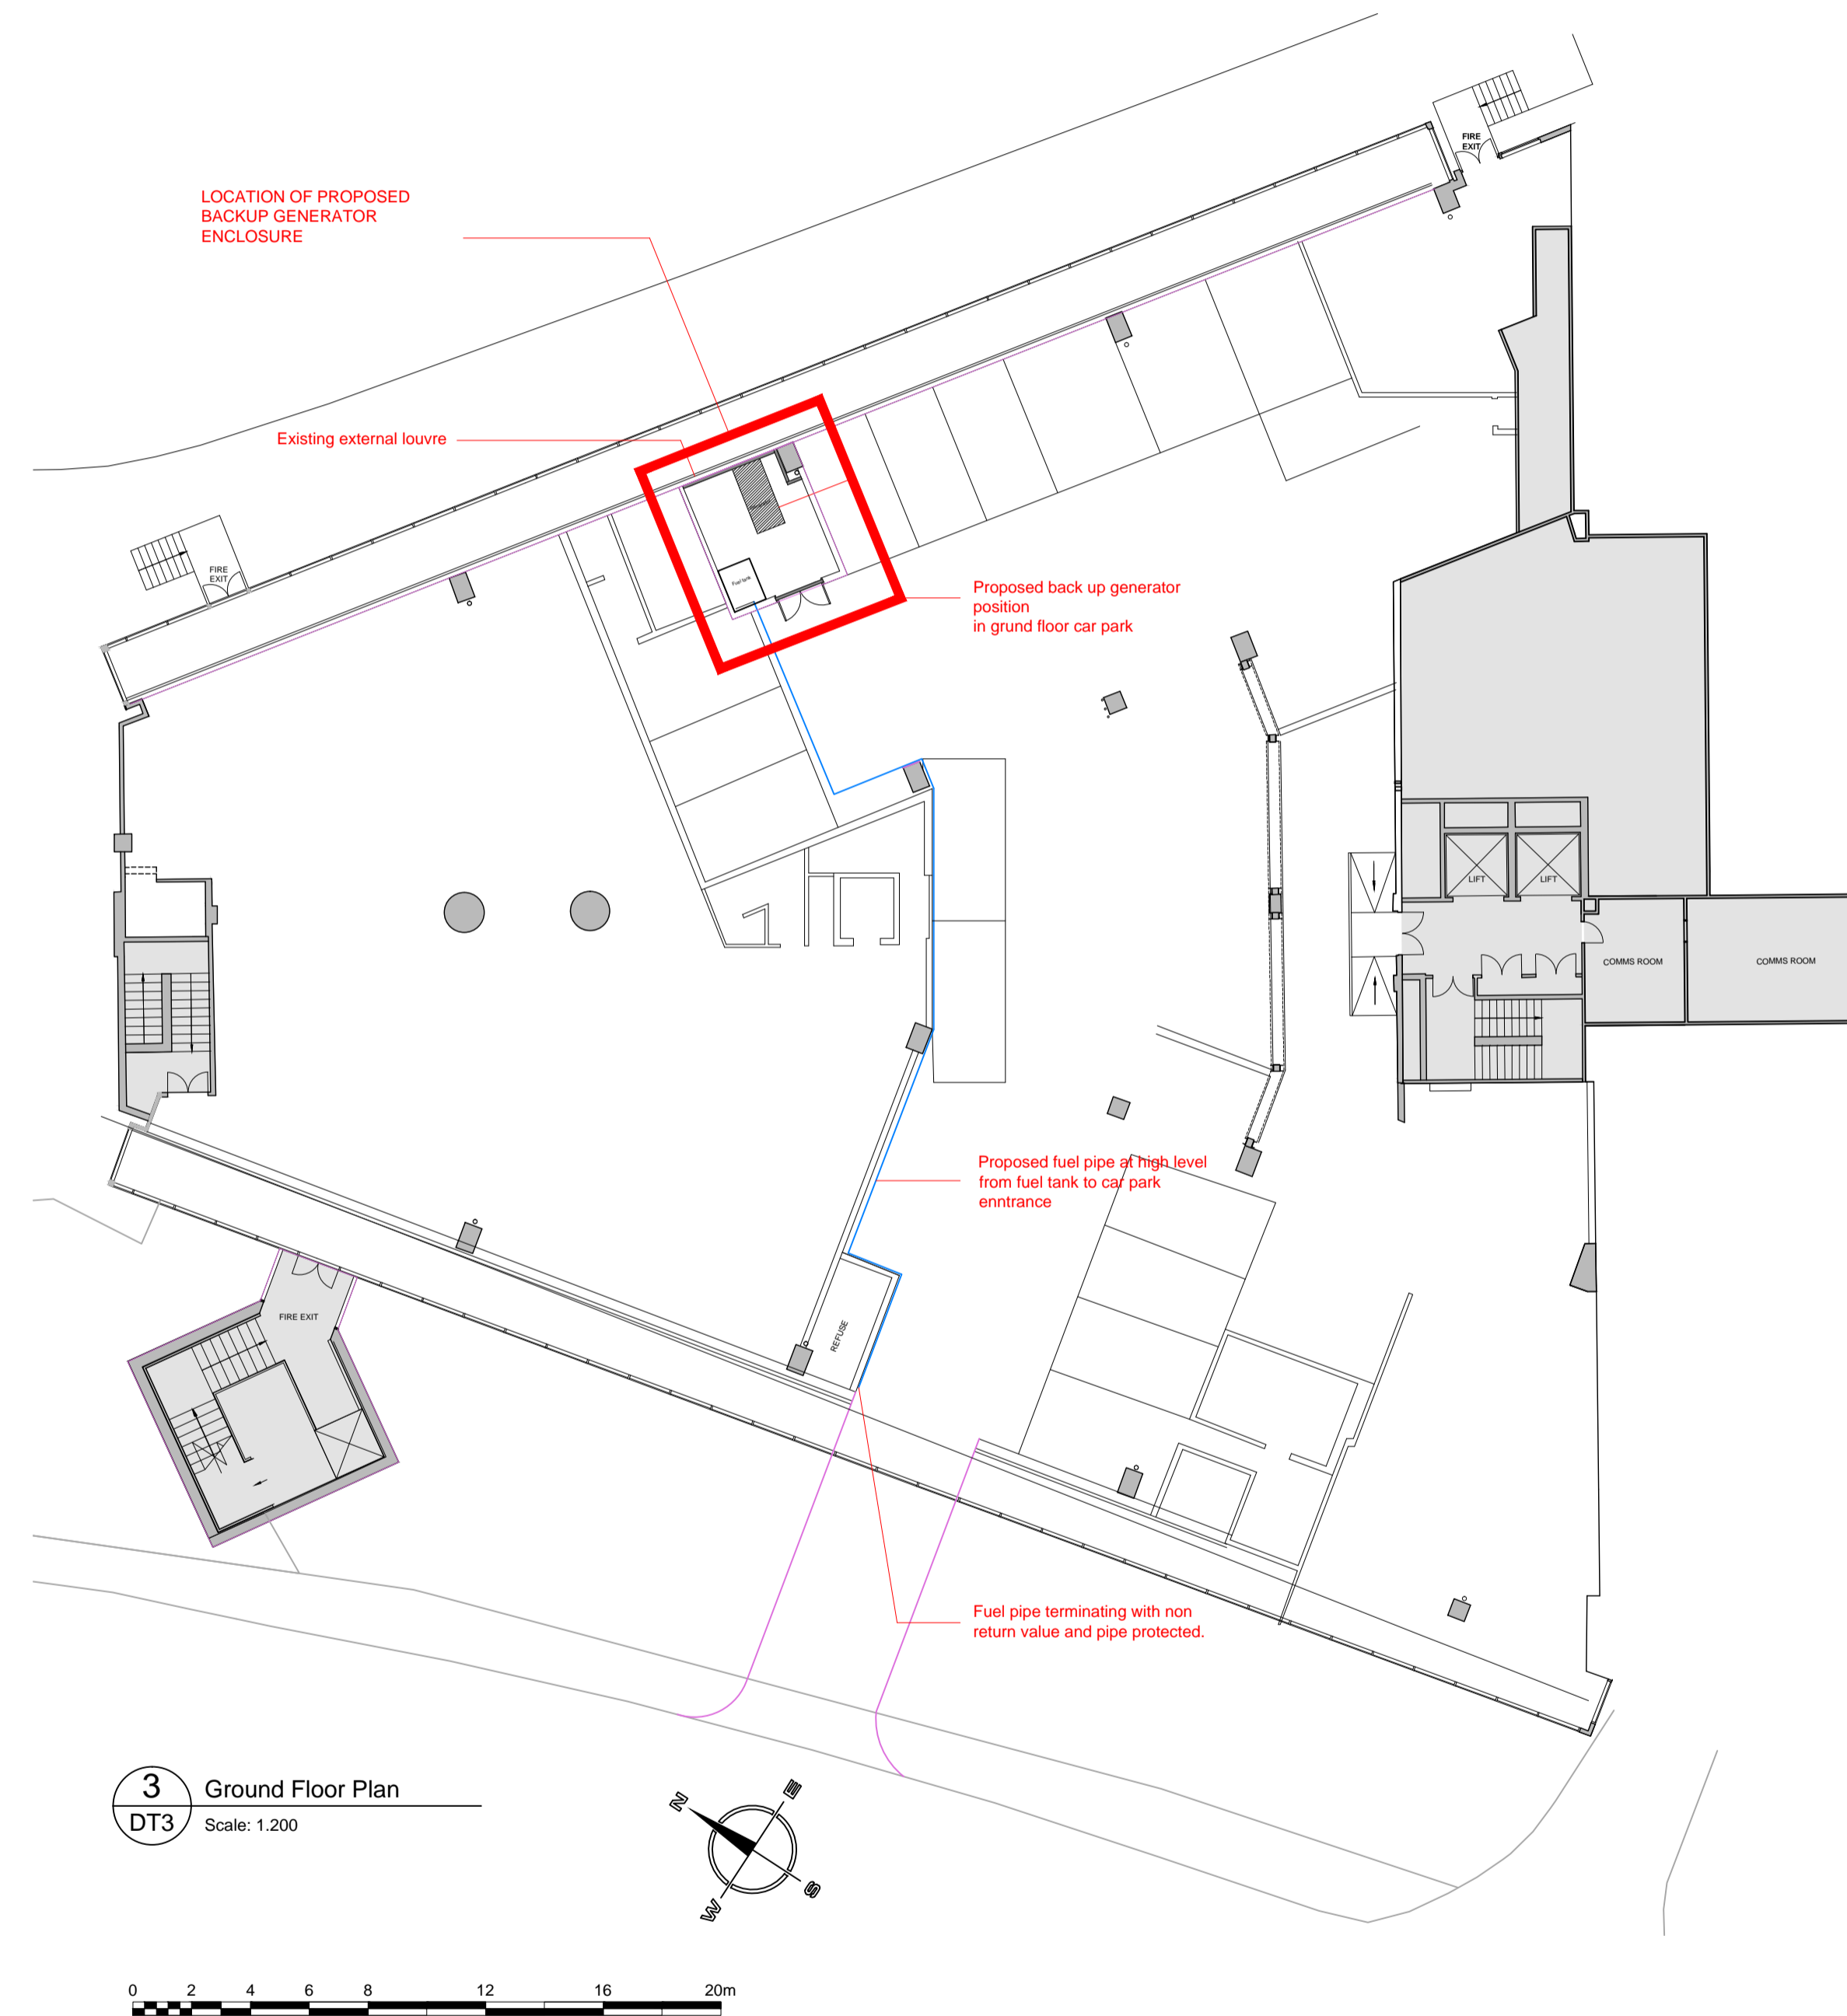 FIRE
EXIT
LOCATION OF PROPOSED
BACKUP GENERATOR
ENCLOSURE
Existing external louvre
FIRE
EXIT
Fuel tank
Proposed back up generator
position
in grund floor car park
LIFT
LIFT
COMMS ROOM
COMMS ROOM
Proposed fuel pipe at high level
from fuel tank to car park
enntrance
FIRE EXIT
REFUSE
Fuel pipe terminating with non
return value and pipe protected.
3
DT3
Ground Floor Plan
Scale: 1.200
N
E
S
W
0 2 4 6 8 12 16 20m